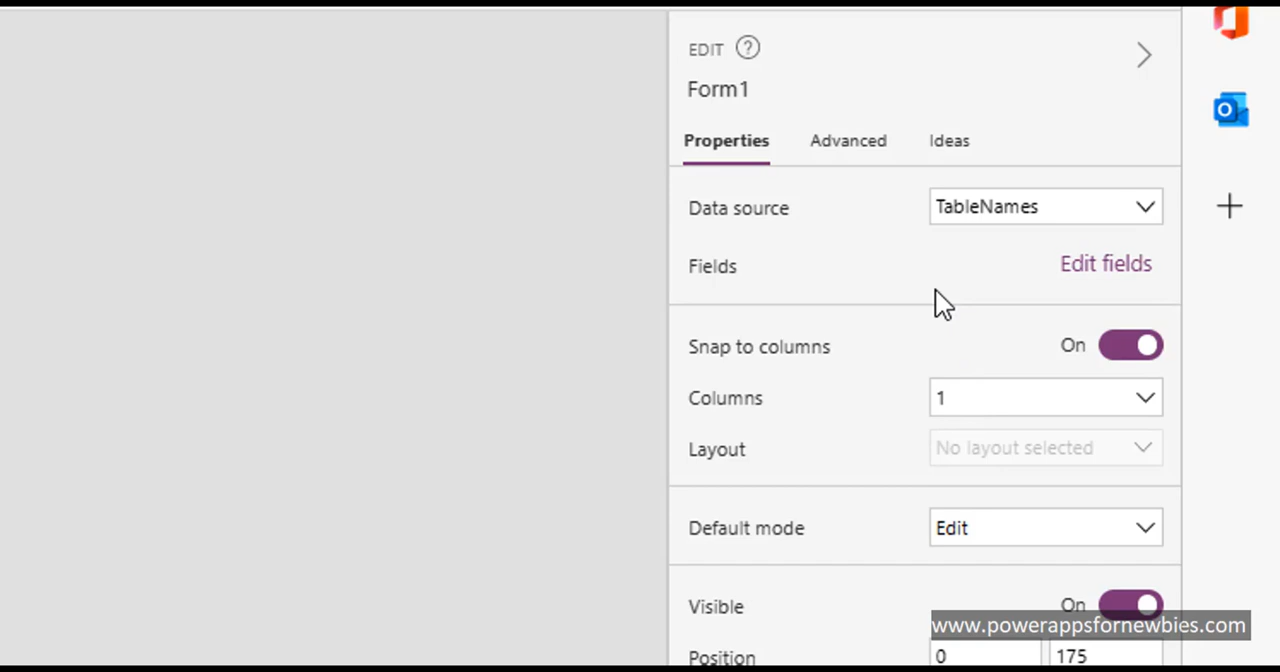 EDIT ?
Form1
Properties Advanced Ideas
Data source TableNames
Fields Edit fields
Snap to columns On
Columns 1
Layout No layout selected
Default mode Edit
Visible On
www.powerappsfornewbies.com
Position 0 175